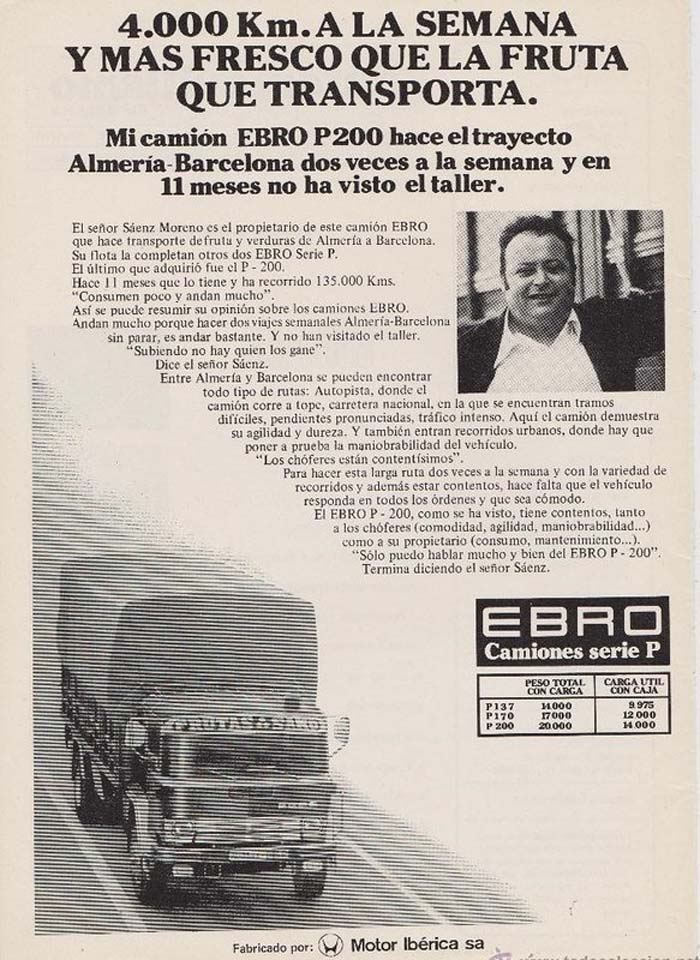 4.000 Km. A LA SEMANA
Y MAS FRESCO QUE LA FRUTA
QUE TRANSPORTA.
Mi camión EBRO P200 hace el trayecto
Almería-Barcelona dos veces a la semana y en
11 meses no ha visto el taller.
El señor Sáenz Moreno es el propietario de este camión EBRO
que hace transporte de fruta y verduras de Almería a Barcelona.
Su flota la completan otros dos EBRO Serie P.
El último que adquirió fue el P - 200.
Hace 11 meses que lo tiene y ha recorrido 135.000 Kms.
“Consumen poco y andan mucho”.
Así se puede resumir su opinión sobre los camiones EBRO.
Andan mucho porque hacer dos viajes semanales Almería-Barcelona
sin parar, es andar bastante. Y no han visitado el taller.
“Subiendo no hay quien los gane”.
Dice el señor Sáenz.
Entre Almería y Barcelona se pueden encontrar
todo tipo de rutas: Autopista, donde el
camión corre a tope, carretera nacional, en la que se encuentran tramos
difíciles, pendientes pronunciadas, tráfico intenso. Aquí el camión demuestra
su agilidad y dureza. Y también entran recorridos urbanos, donde hay que
poner a prueba la maniobrabilidad del vehículo.
“Los chóferes están contentísimos”.
Para hacer esta larga ruta dos veces a la semana y con la variedad de
recorridos y además estar contentos, hace falta que el vehículo
responda en todos los órdenes y que sea cómodo.
El EBRO P - 200, como se ha visto, tiene contentos, tanto
a los chóferes (comodidad, agilidad, maniobrabilidad...)
como a su propietario (consumo, mantenimiento...).
“Sólo puedo hablar mucho y bien del EBRO P - 200”.
Termina diciendo el señor Sáenz.
EBRO
Camiones serie P
PESO TOTAL CON CARGA CARGA UTIL CON CAJA
P137 14.000 9.975
P170 17000 12.000
P 200 20.000 14.000
FRUTAS
Fabricado por: Motor Ibérica sa